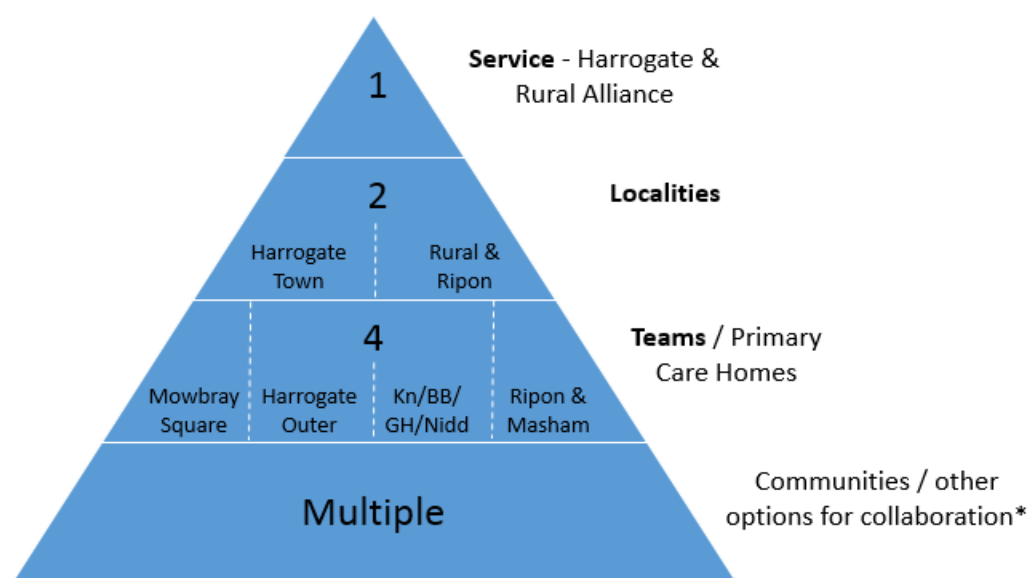 1
Service - Harrogate &
Rural Alliance
2
Localities
Harrogate
Town
Rural &
Ripon
4
Teams / Primary
Care Homes
Mowbray
Square
Harrogate
Outer
Kn/BB/
GH/Nidd
Ripon &
Masham
Multiple
Communities / other
options for collaboration*